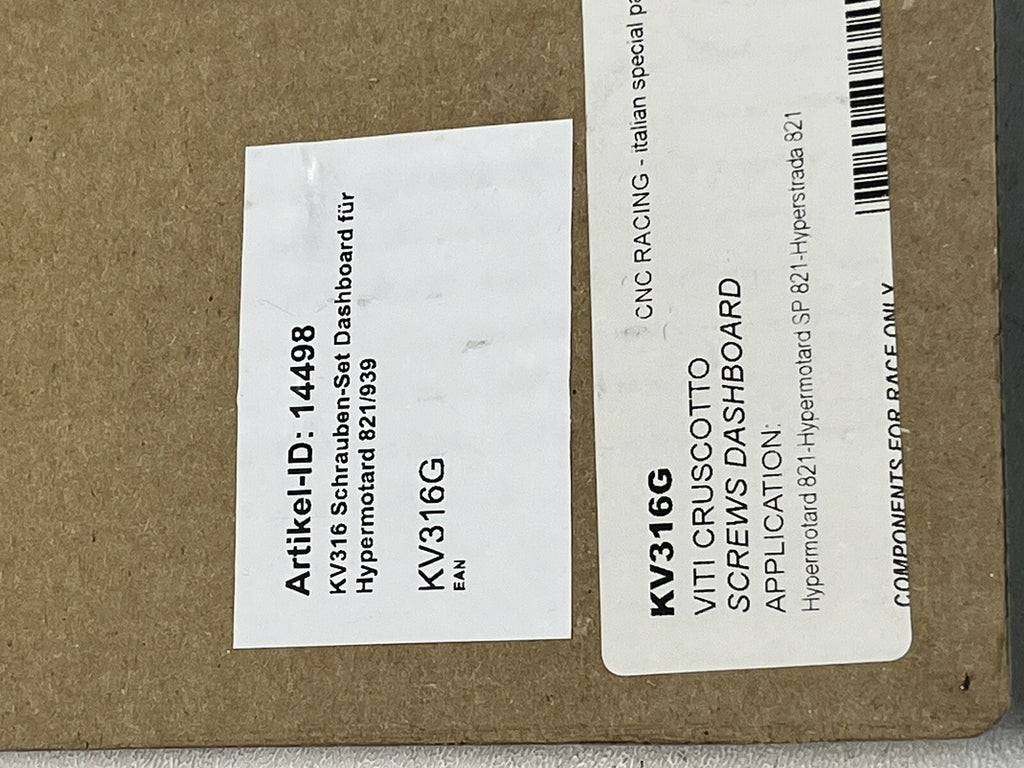 Artikel-ID: 14498
KV316 Schrauben-Set Dashboard für
Hypermotard 821/939
KV316G
EAN
CNC RACING - italian special
KV316G
VITI CRUSCOTTO
SCREWS DASHBOARD
APPLICATION:
Hypermotard 821-Hypermotard SP 821-Hyperstrada 821
COMPONENTS FOR RACE ONLY